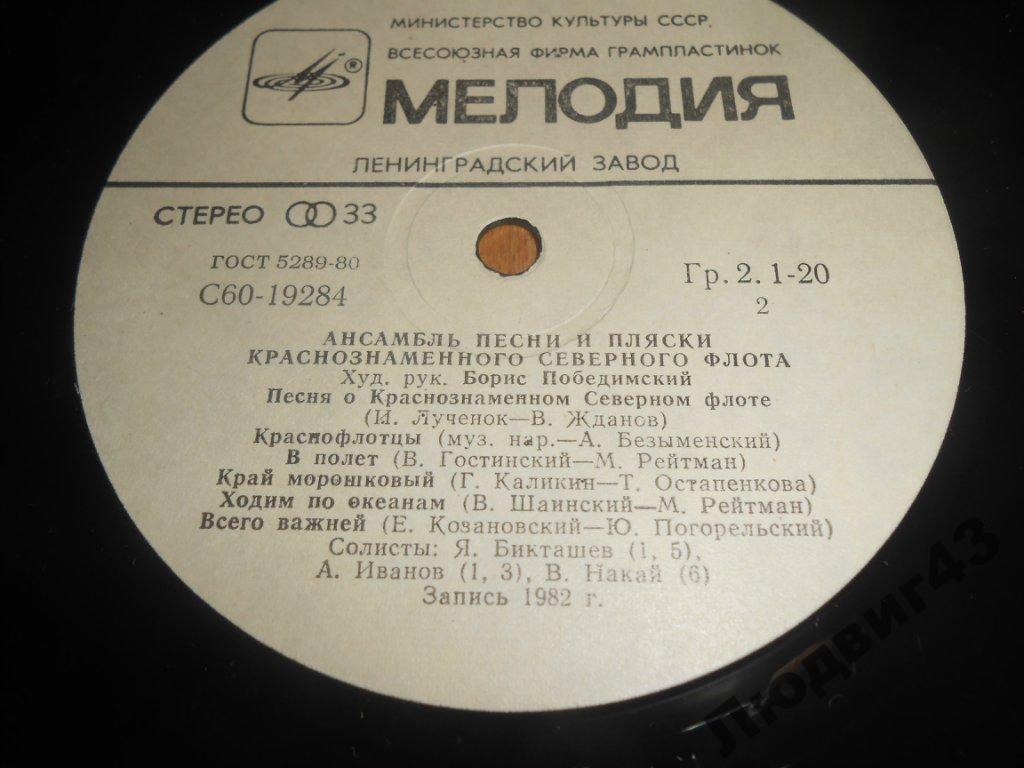 МИНИСТЕРСТВО КУЛЬТУРЫ СССР,
ВСЕСОЮЗНАЯ ФИРМА ГРАМПЛАСТИНОК
®
МЕЛОДИЯ
ЛЕНИНГРАДСКИЙ ЗАВОД
СТЕРЕО 33
ГОСТ 5289-80
С60-19284
Гр. 2. 1-20
2
АНСАМБЛЬ ПЕСНИ И ПЛЯСКИ
КРАСНОЗНАМЕННОГО СЕВЕРНОГО ФЛОТА
Худ. рук. Борис Победимский
Песня о Краснознаменном Северном флоте
(И. Лученок—В. Жданов)
Краснофлотцы (муз. нар.—А. Безыменский)
В полет (В. Гостинский—М. Рейтман)
Край морошковый (Г. Каликин—Т. Остапенкова)
Ходим по океанам (В. Шаинский—М. Рейтман)
Всего важней (Е. Козановский—Ю. Погорельский)
Солисты: Я. Бикташев (1, 5),
А. Иванов (1, 3), В. Накай (6)
Запись 1982 г.
Людвиг43